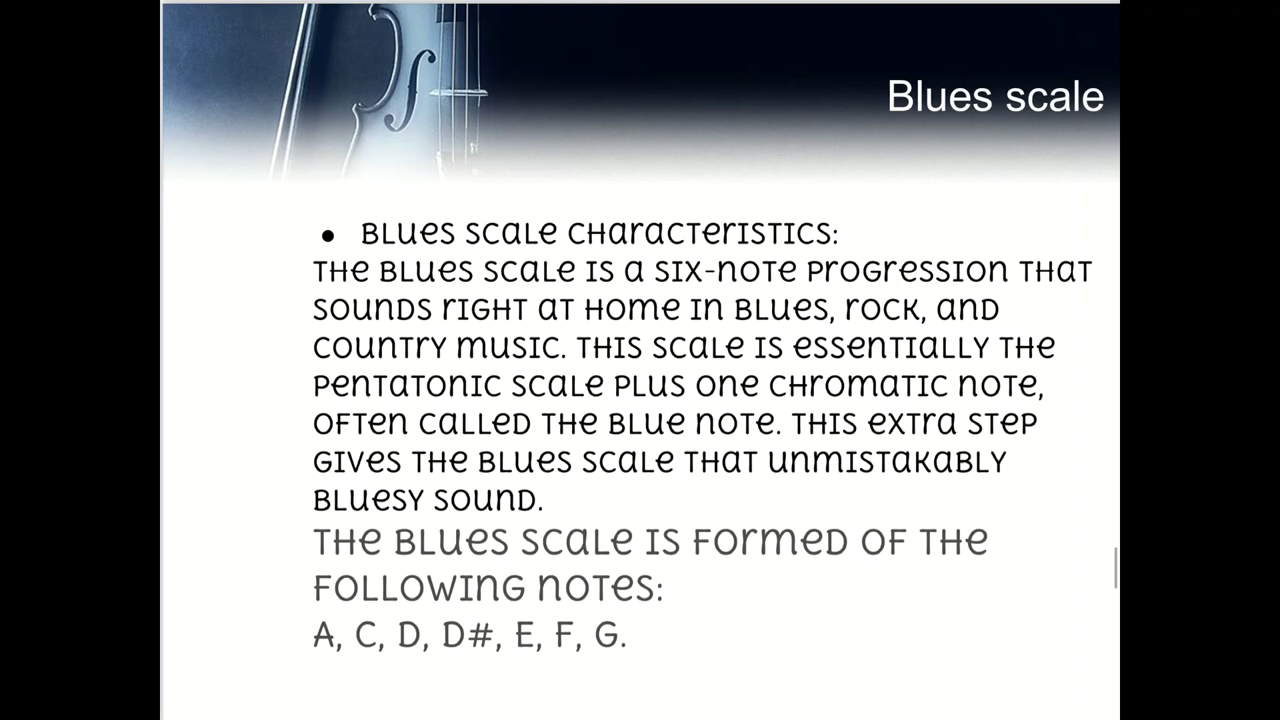 Blues scale
• Blues scale characteristics:
The blues scale is a six-note progression that
sounds right at home in blues, rock, and
country music. This scale is essentially the
pentatonic scale plus one chromatic note,
often called the blue note. This extra step
gives the blues scale that unmistakably
bluesy sound.
The blues scale is formed of the
following notes:
A, C, D, D#, E, F, G.